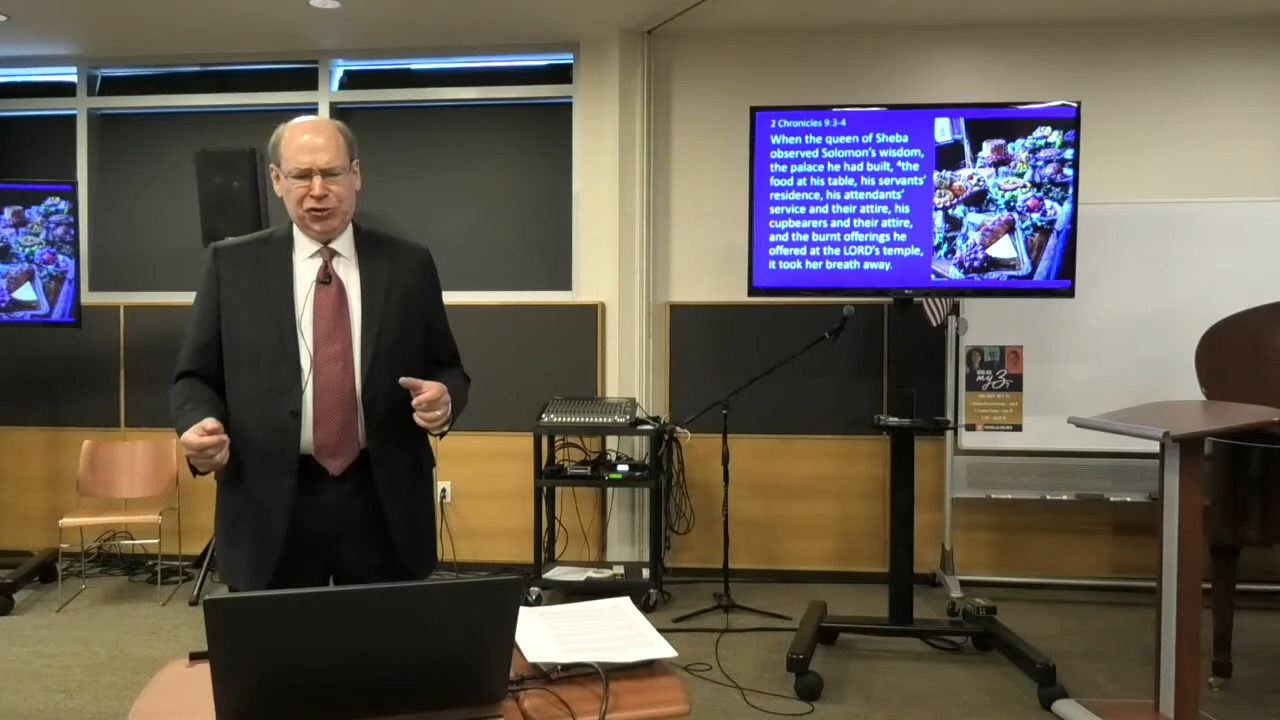 2 Chronicles 9:3-4
When the queen of Sheba
observed Solomon's wisdom,
the palace he had built, ⁴the
food at his table, his servants'
residence, his attendants'
service and their attire, his
cupbearers and their attire,
and the burnt offerings he
offered at the LORD's temple,
it took her breath away.
my 3